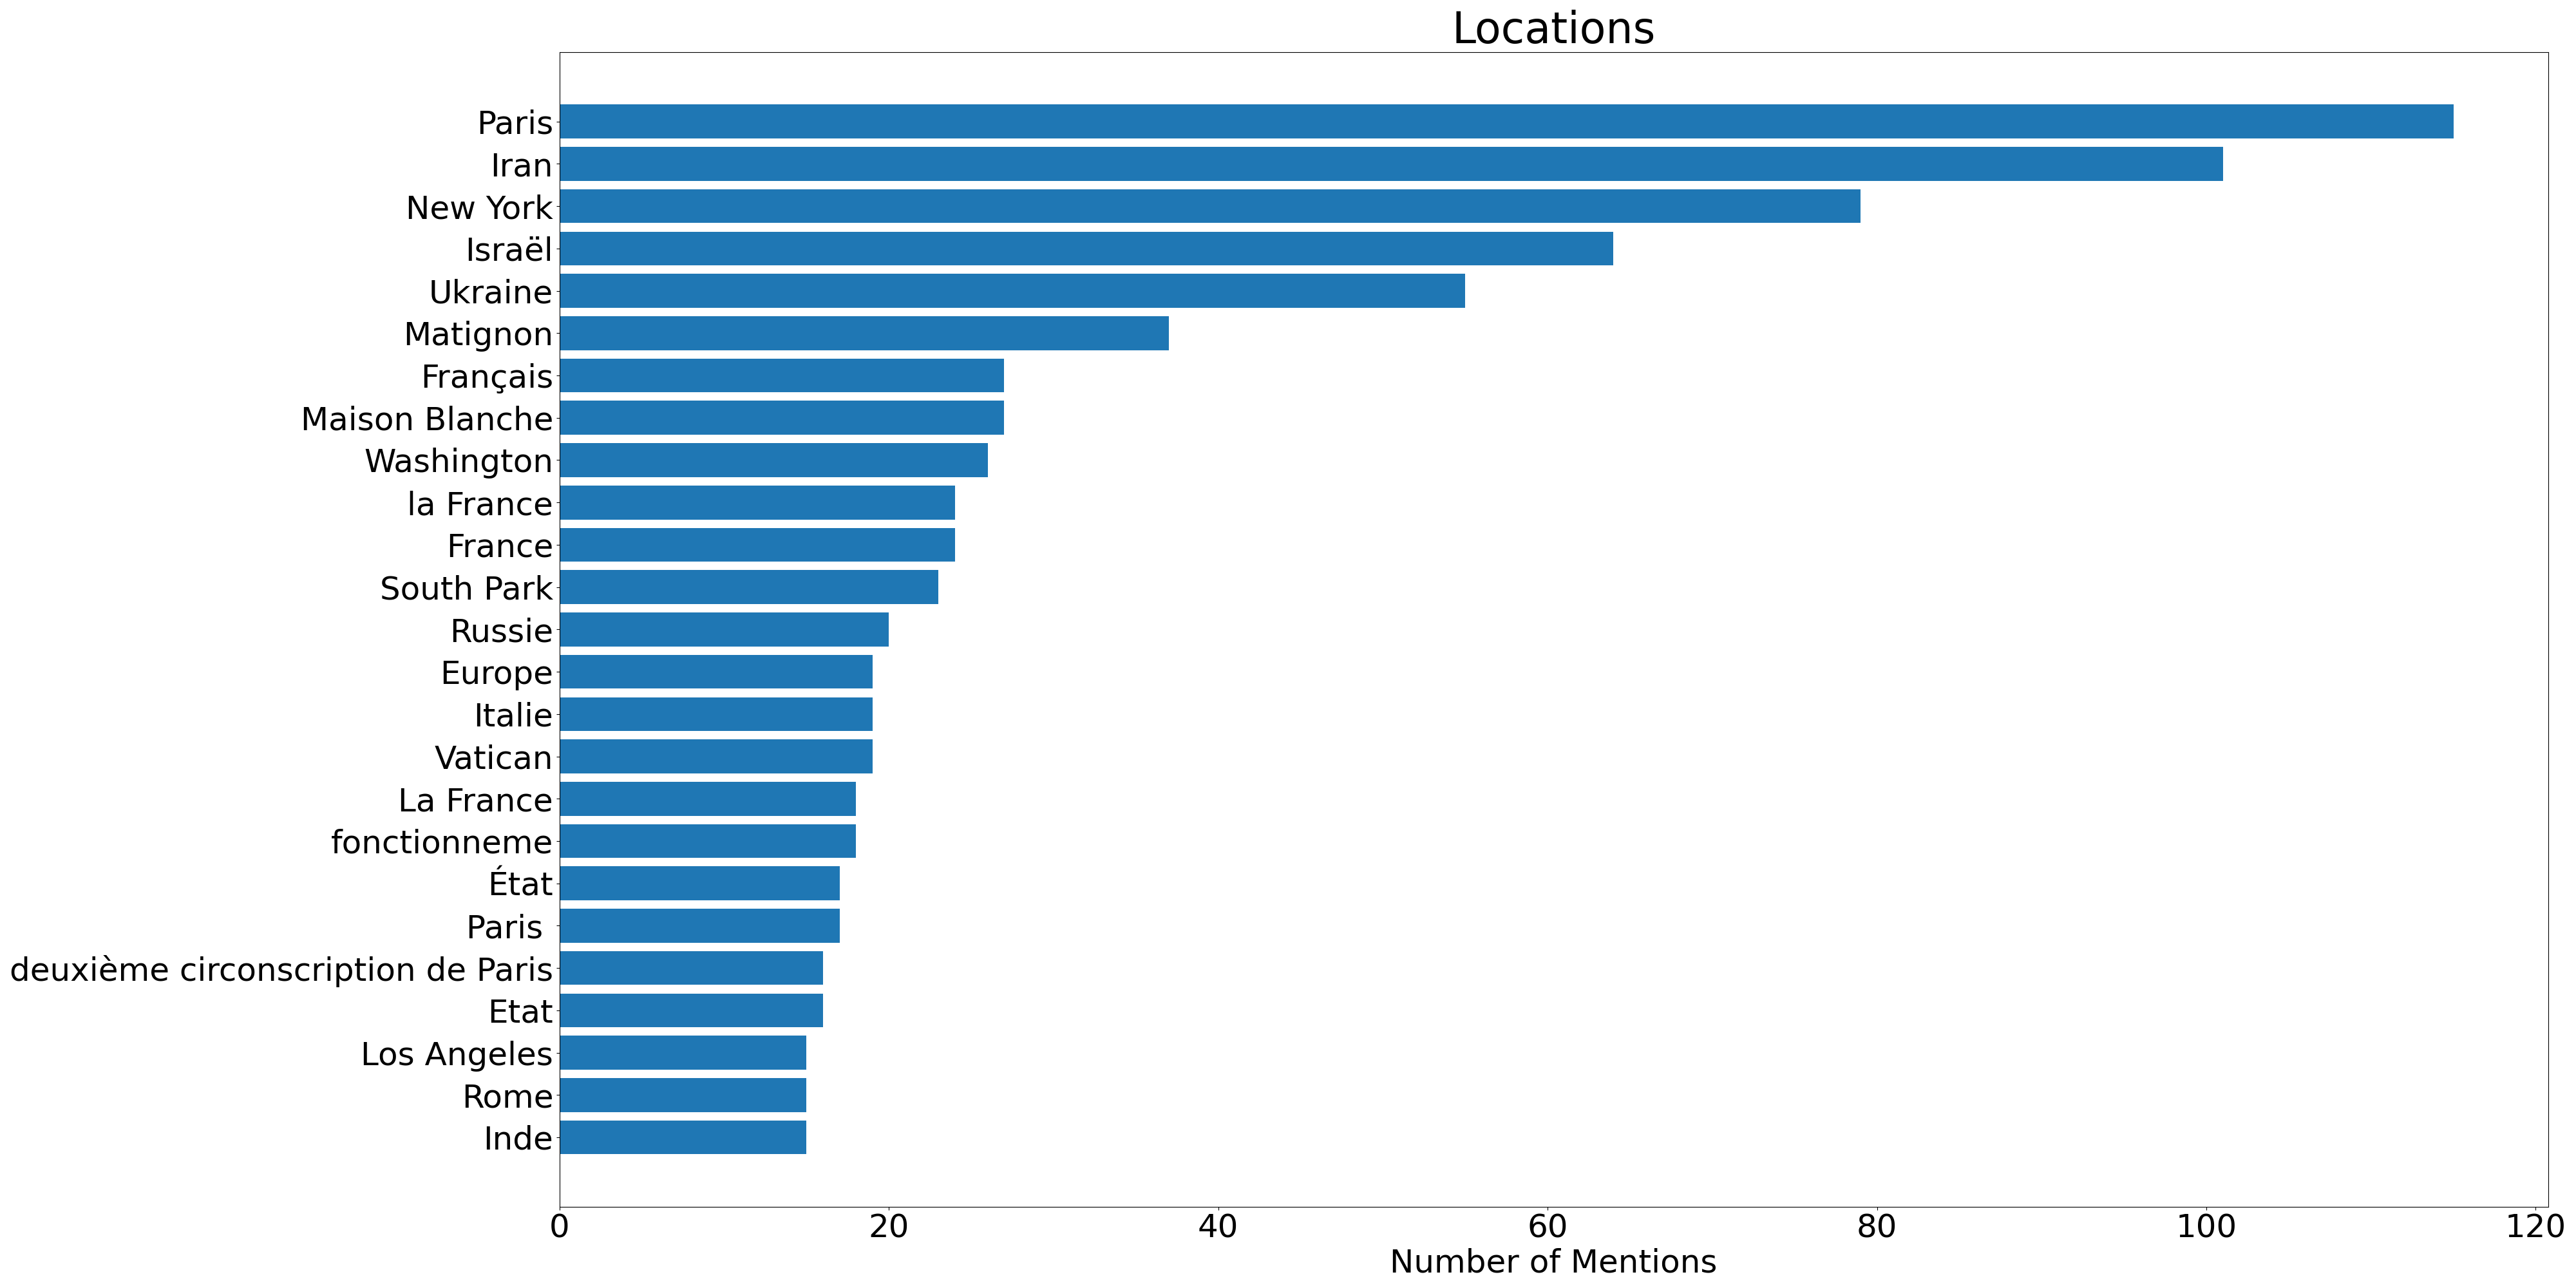 Locations
Paris
Iran
New York
Israël
Ukraine
Matignon
Français
Maison Blanche
Washington
la France
France
South Park
Russie
Europe
Italie
Vatican
La France
fonctionneme
État
Paris
deuxième circonscription de Paris
Etat
Los Angeles
Rome
Inde
0 20 40 60 80 100 120
Number of Mentions